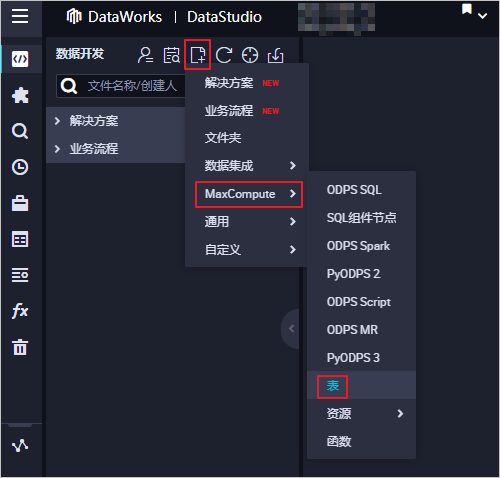 DataWorks | DataStudio
数据开发
文件名称/创建人
解决方案
业务流程
解决方案 NEW
业务流程 NEW
文件夹
数据集成
MaxCompute
通用
自定义
ODPS SQL
SQL组件节点
ODPS Spark
PyODPS 2
ODPS Script
ODPS MR
PyODPS 3
表
资源
函数
fx